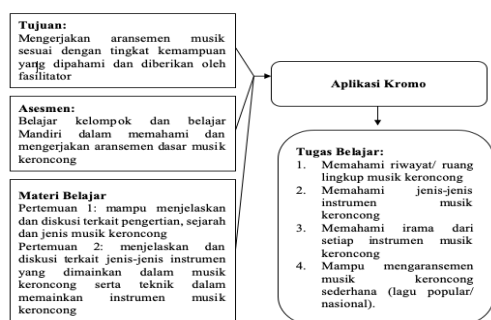 Tujuan:
Mengerjakan aransemen musik
sesuai dengan tingkat kemampuan
yang dipahami dan diberikan oleh
fasilitator
Asesmen:
Belajar kelompok dan belajar
Mandiri dalam memahami dan
mengerjakan aransemen dasar musik
keroncong
Materi Belajar
Pertemuan 1: mampu menjelaskan
dan diskusi terkait pengertian, sejarah
dan jenis musik keroncong
Pertemuan 2: menjelaskan dan
diskusi terkait jenis-jenis instrumen
yang dimainkan dalam musik
keroncong serta teknik dalam
memainkan instrumen musik
keroncong
Aplikasi Kromo
Tugas Belajar:
1. Memahami riwayat/ ruang
lingkup musik keroncong
2. Memahami jenis-jenis
instrumen musik
keroncong
3. Memahami irama dari
setiap instrumen musik
keroncong
4. Mampu mengaransemen
musik keroncong
sederhana (lagu popular/
nasional).